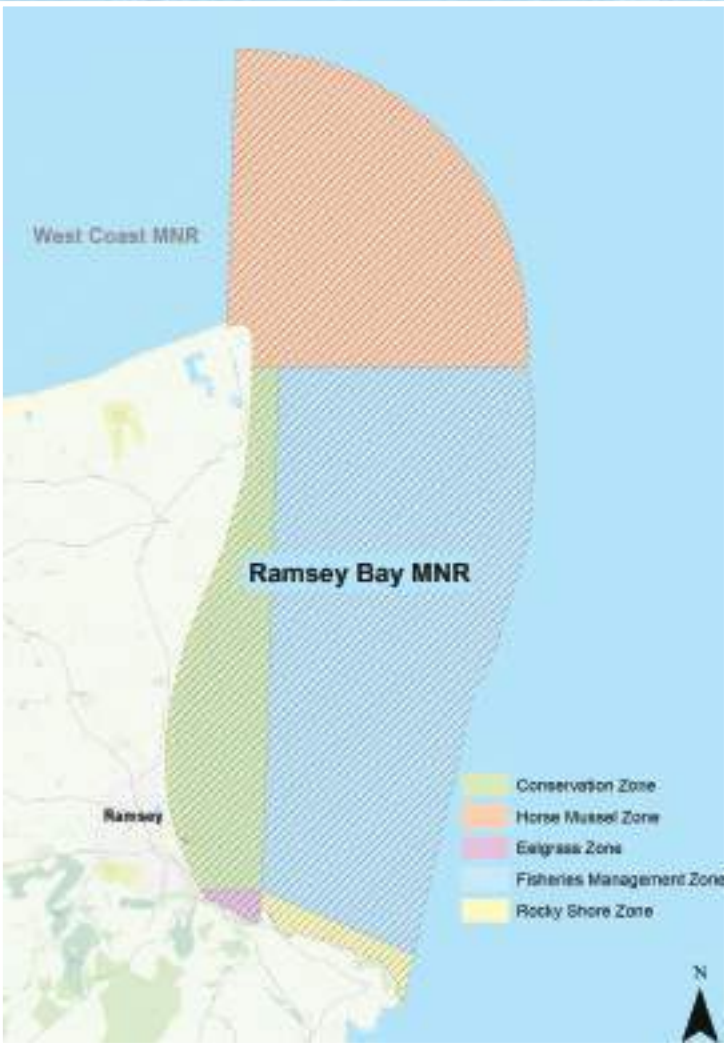 West Coast MNR
Ramsey Bay MNR
Ramsey
Conservation Zone
Horse Mussel Zone
Eelgrass Zone
Fisheries Management Zone
Rocky Shore Zone
N